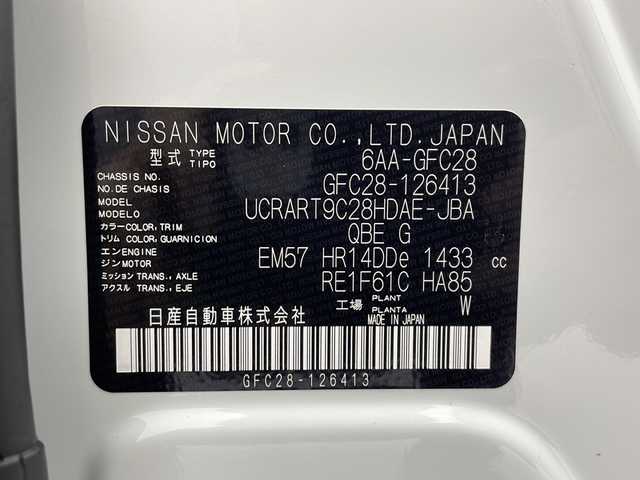 NISSAN MOTOR CO.,LTD.JAPAN
型式 TYPE TIPO 6AA-GFC28
CHASSIS NO. NO.DE CHASIS GFC28-126413
MODEL MODELO UCRART9C28HDAE-JBA
カラー COLOR, TRIM トリム COLOR, GUARNICION QBE G
エンジン ENGINE MOTOR EM57 HR14DDe 1433 cc
ミッション TRANS., AXLE アクスル TRANS., EJE RE1F61C HA85
工場 PLANT PLANTA W
日産自動車株式会社 MADE IN JAPAN
GFC28-126413